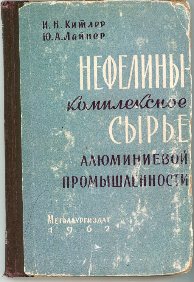 И. Н. Китлер
Ю. А. Лайнер
НЕФЕЛИНЫ-
комплексное
СЫРЬЕ
АЛЮМИНИЕВОЙ
ПРОМЫШЛЕННОСТИ
МЕТАЛЛУРГИЗДАТ
1962